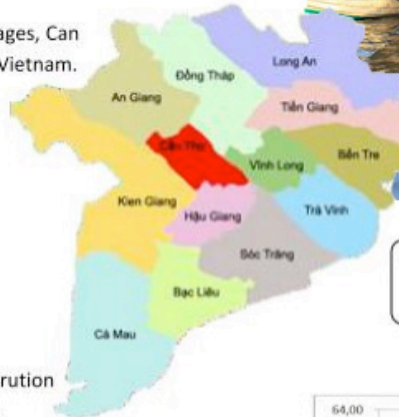 ages, Can
Vietnam.
Long An
Đồng Tháp
An Giang
Tiền Giang
Cần Thơ
Bến Tre
Vĩnh Long
Kien Giang
Trà Vinh
Hậu Giang
Sóc Trăng
Bạc Liêu
Cà Mau
rution
64,00